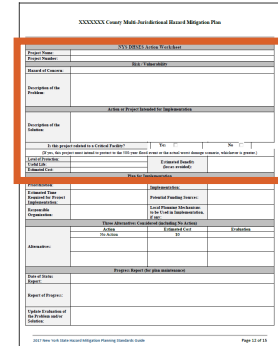 XXXXXXX County Multi-Jurisdictional Hazard Mitigation Plan
NYS DHSES Action Worksheet
Project Name:
Project Number:
Risk / Vulnerability
Hazard of Concern:
Description of the
Problem:
Action or Project Intended for Implementation
Description of the
Solution:
Is this project related to a Critical Facility? Yes No
(If yes, this project must intend to protect to the 500-year flood event or the actual worst damage scenario, whichever is greater.)
Level of Protection:
Useful Life:
Estimated Cost:
Estimated Benefits
(losses avoided):
Plan for Implementation
Prioritization:
Implementation:
Estimated Time
Required for Project
Implementation:
Potential Funding Sources:
Responsible
Organization:
Local Planning Mechanisms
to be Used in Implementation,
if any:
Three Alternatives Considered (including No Action)
Action Estimated Cost Evaluation
No Action $0
Alternatives:
Progress Report (for plan maintenance)
Date of Status
Report:
Report of Progress:
Update Evaluation of
the Problem and/or
Solution:
2017 New York State Hazard Mitigation Planning Standards Guide Page 12 of 15